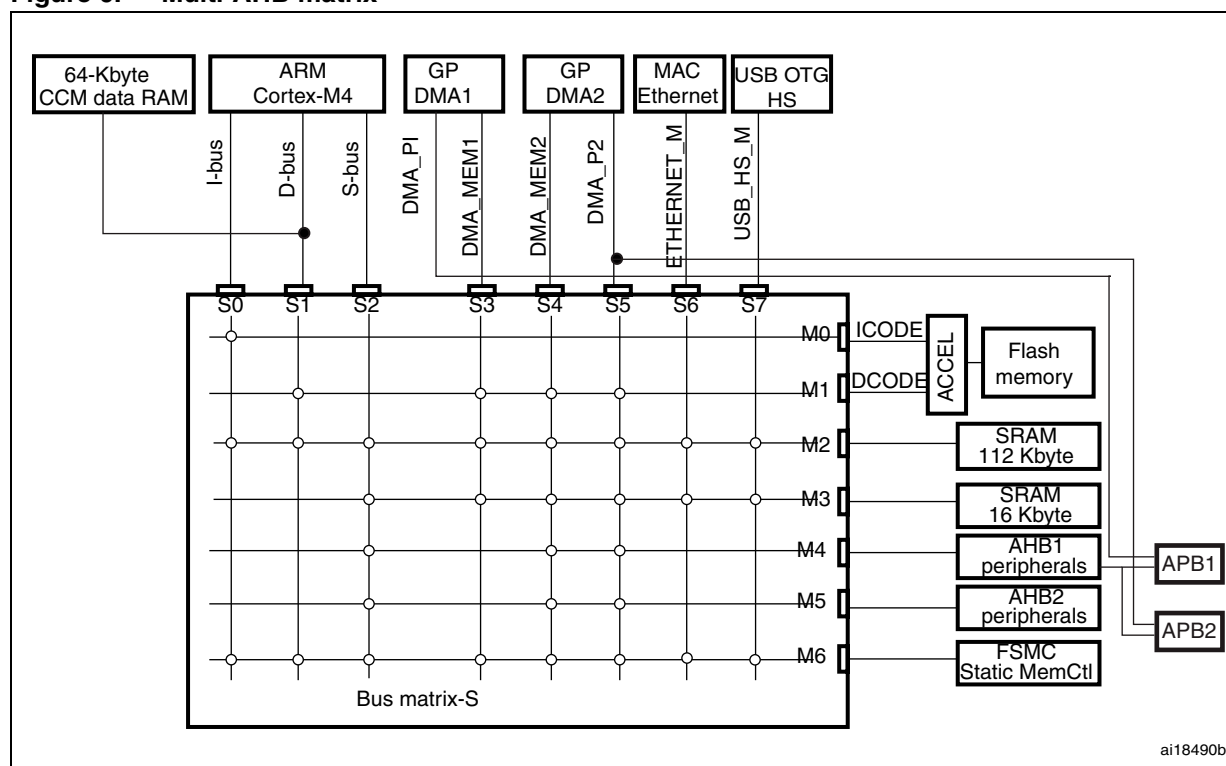 Figure
Multi-AHB matrix
64-Kbyte
CCM data RAM
ARM
Cortex-M4
GP
DMA1
GP
DMA2
MAC
Ethernet
USB OTG
HS
I-bus
D-bus
S-bus
DMA_PI
DMA_MEM1
DMA_MEM2
DMA_P2
ETHERNET_M
USB_HS_M
S0 S1 S2 S3 S4 S5 S6 S7
M0
ICODE
M1
DCODE
ACCEL
Flash
memory
M2
SRAM
112 Kbyte
M3
SRAM
16 Kbyte
M4
AHB1
peripherals
APB1
M5
AHB2
peripherals
APB2
M6
FSMC
Static MemCtl
Bus matrix-S
ai18490b